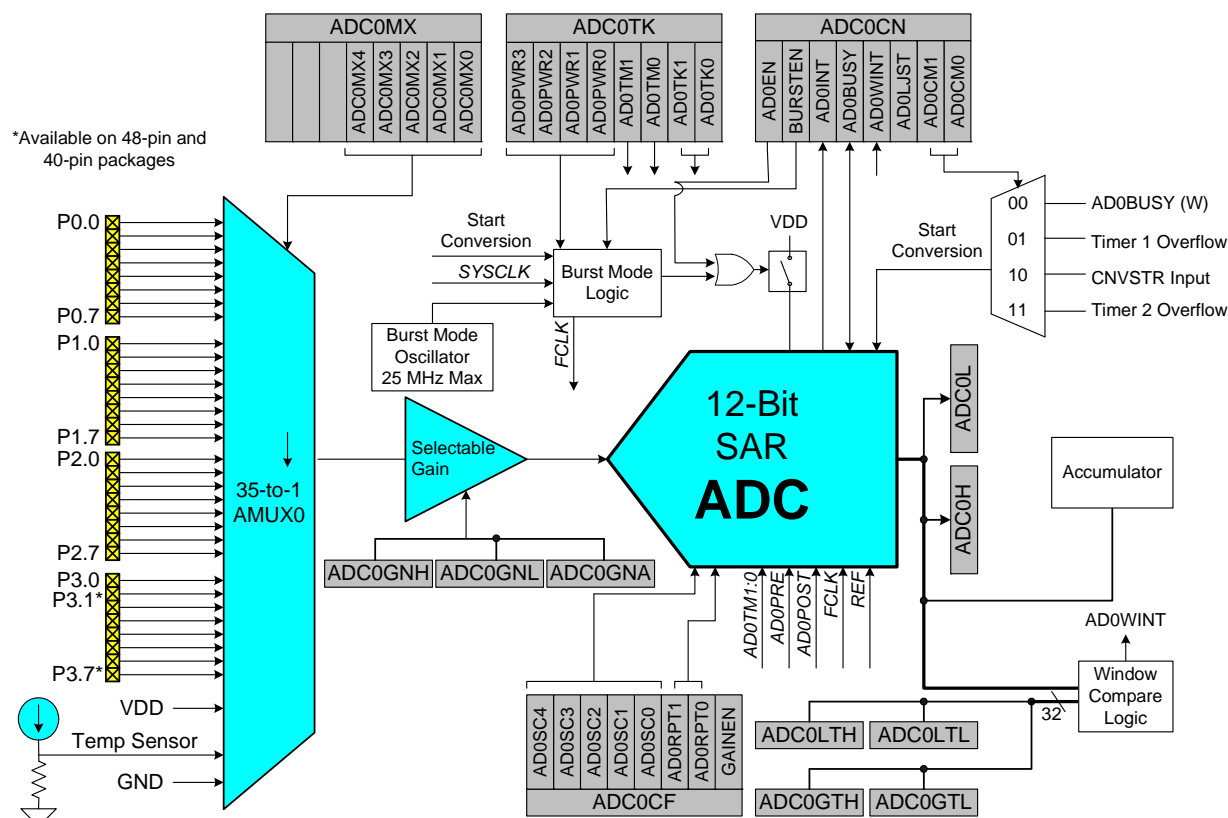 ADC0MX
ADC0MX4
ADC0MX3
ADC0MX2
ADC0MX1
ADC0MX0
ADC0TK
AD0PWR3
AD0PWR2
AD0PWR1
AD0PWR0
AD0TM1
AD0TM0
AD0TK1
AD0TK0
ADC0CN
AD0EN
BURSTEN
AD0INT
AD0BUSY
AD0WINT
AD0LJST
AD0CM1
AD0CM0
*Available on 48-pin and
40-pin packages
P0.0
P0.7
P1.0
P1.7
P2.0
P2.7
P3.0
P3.1*
P3.7*
VDD
Temp Sensor
GND
35-to-1
AMUX0
Start
Conversion
SYSCLK
Burst Mode
Logic
Burst Mode
Oscillator
25 MHz Max
FCLK
VDD
Start
Conversion
00
01
10
11
AD0BUSY (W)
Timer 1 Overflow
CNVSTR Input
Timer 2 Overflow
Selectable
Gain
ADC0GNH
ADC0GNL
ADC0GNA
12-Bit
SAR
ADC
ADC0L
ADC0H
Accumulator
AD0TM1:0
AD0PRE
AD0POST
FCLK
REF
AD0WINT
Window
Compare
Logic
32
AD0SC4
AD0SC3
AD0SC2
AD0SC1
AD0SC0
AD0RPT1
AD0RPT0
GAINEN
ADC0CF
ADC0LTH
ADC0LTL
ADC0GTH
ADC0GTL